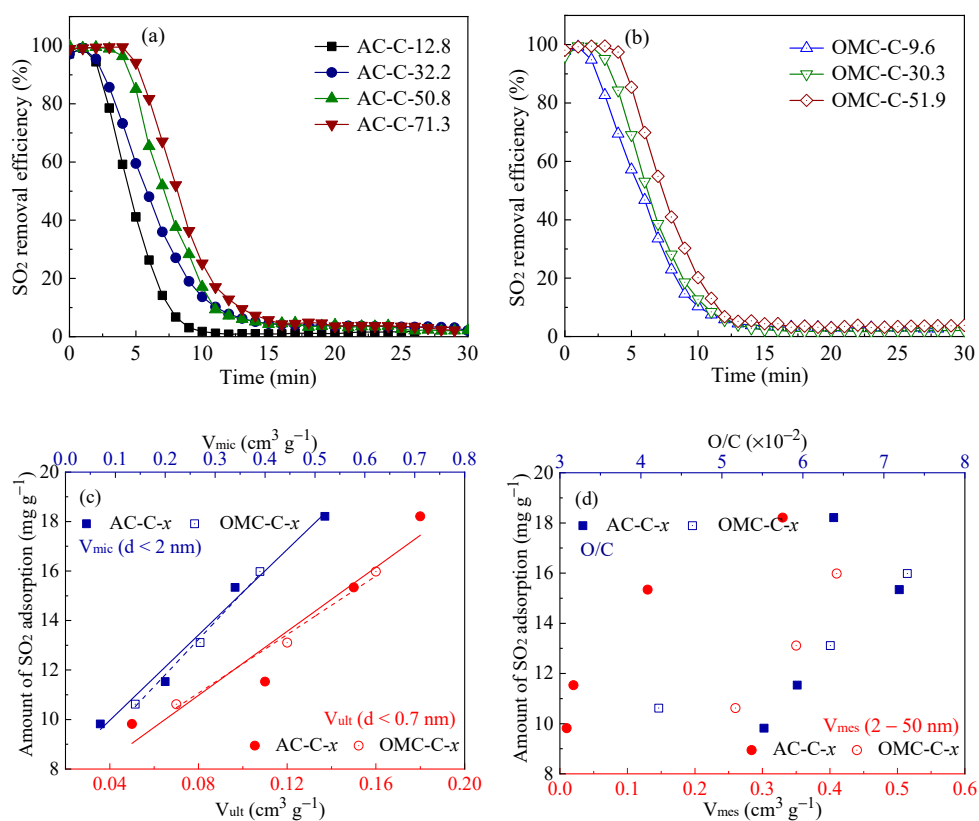 (a)
AC-C-12.8
AC-C-32.2
AC-C-50.8
AC-C-71.3
SO2 removal efficiency (%)
100
80
60
40
20
0
0 5 10 15 20 25 30
Time (min)
(b)
OMC-C-9.6
OMC-C-30.3
OMC-C-51.9
SO2 removal efficiency (%)
100
80
60
40
20
0
0 5 10 15 20 25 30
Time (min)
Vmic (cm³ g⁻¹)
0.0 0.1 0.2 0.3 0.4 0.5 0.6 0.7 0.8
(c)
AC-C-x OMC-C-x
Vmic (d < 2 nm)
Amount of SO2 adsorption (mg g⁻¹)
20
18
16
14
12
10
8
Vult (d < 0.7 nm)
AC-C-x OMC-C-x
0.04 0.08 0.12 0.16 0.20
Vult (cm³ g⁻¹)
O/C (×10⁻²)
3 4 5 6 7 8
(d)
AC-C-x OMC-C-x
O/C
Amount of SO2 adsorption (mg g⁻¹)
20
18
16
14
12
10
8
Vmes (2 – 50 nm)
AC-C-x OMC-C-x
0.0 0.1 0.2 0.3 0.4 0.5 0.6
Vmes (cm³ g⁻¹)